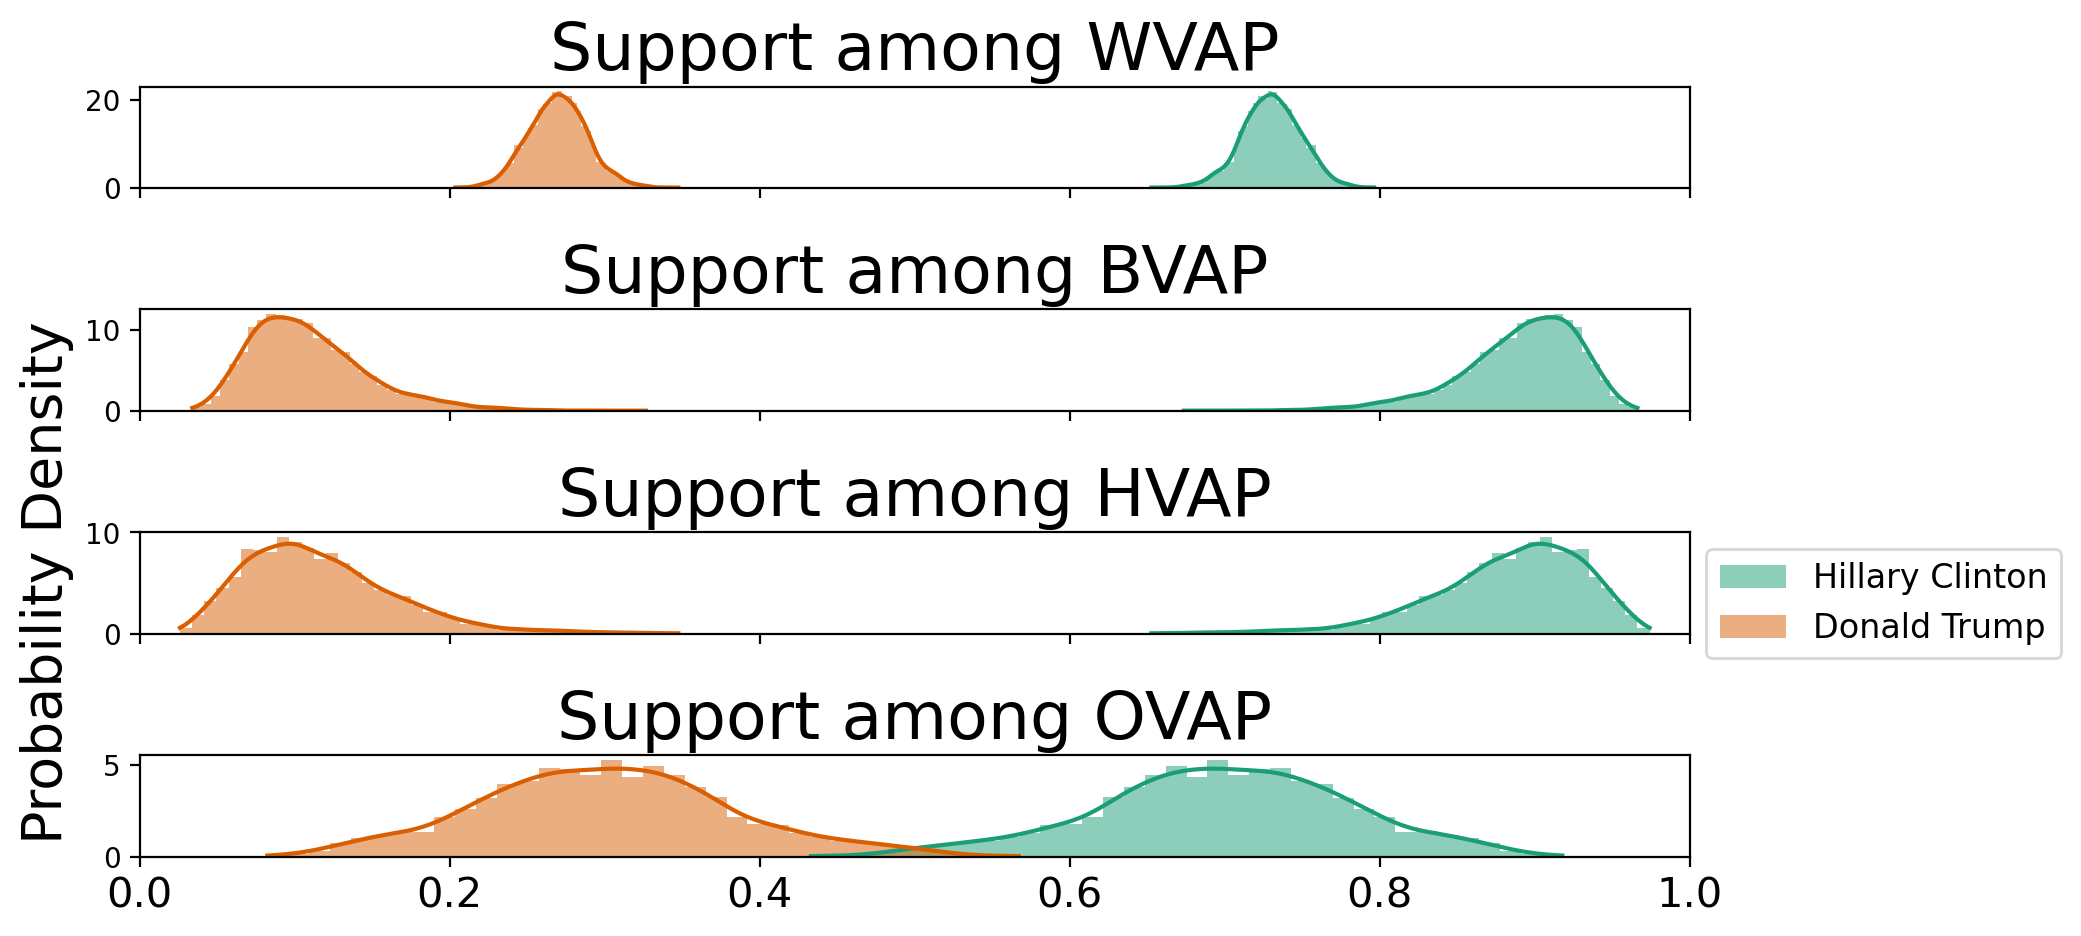 Support among WVAP
20
0
Support among BVAP
10
0
Support among HVAP
10
0
Support among OVAP
5
0
0.0 0.2 0.4 0.6 0.8 1.0
Probability Density
Hillary Clinton
Donald Trump